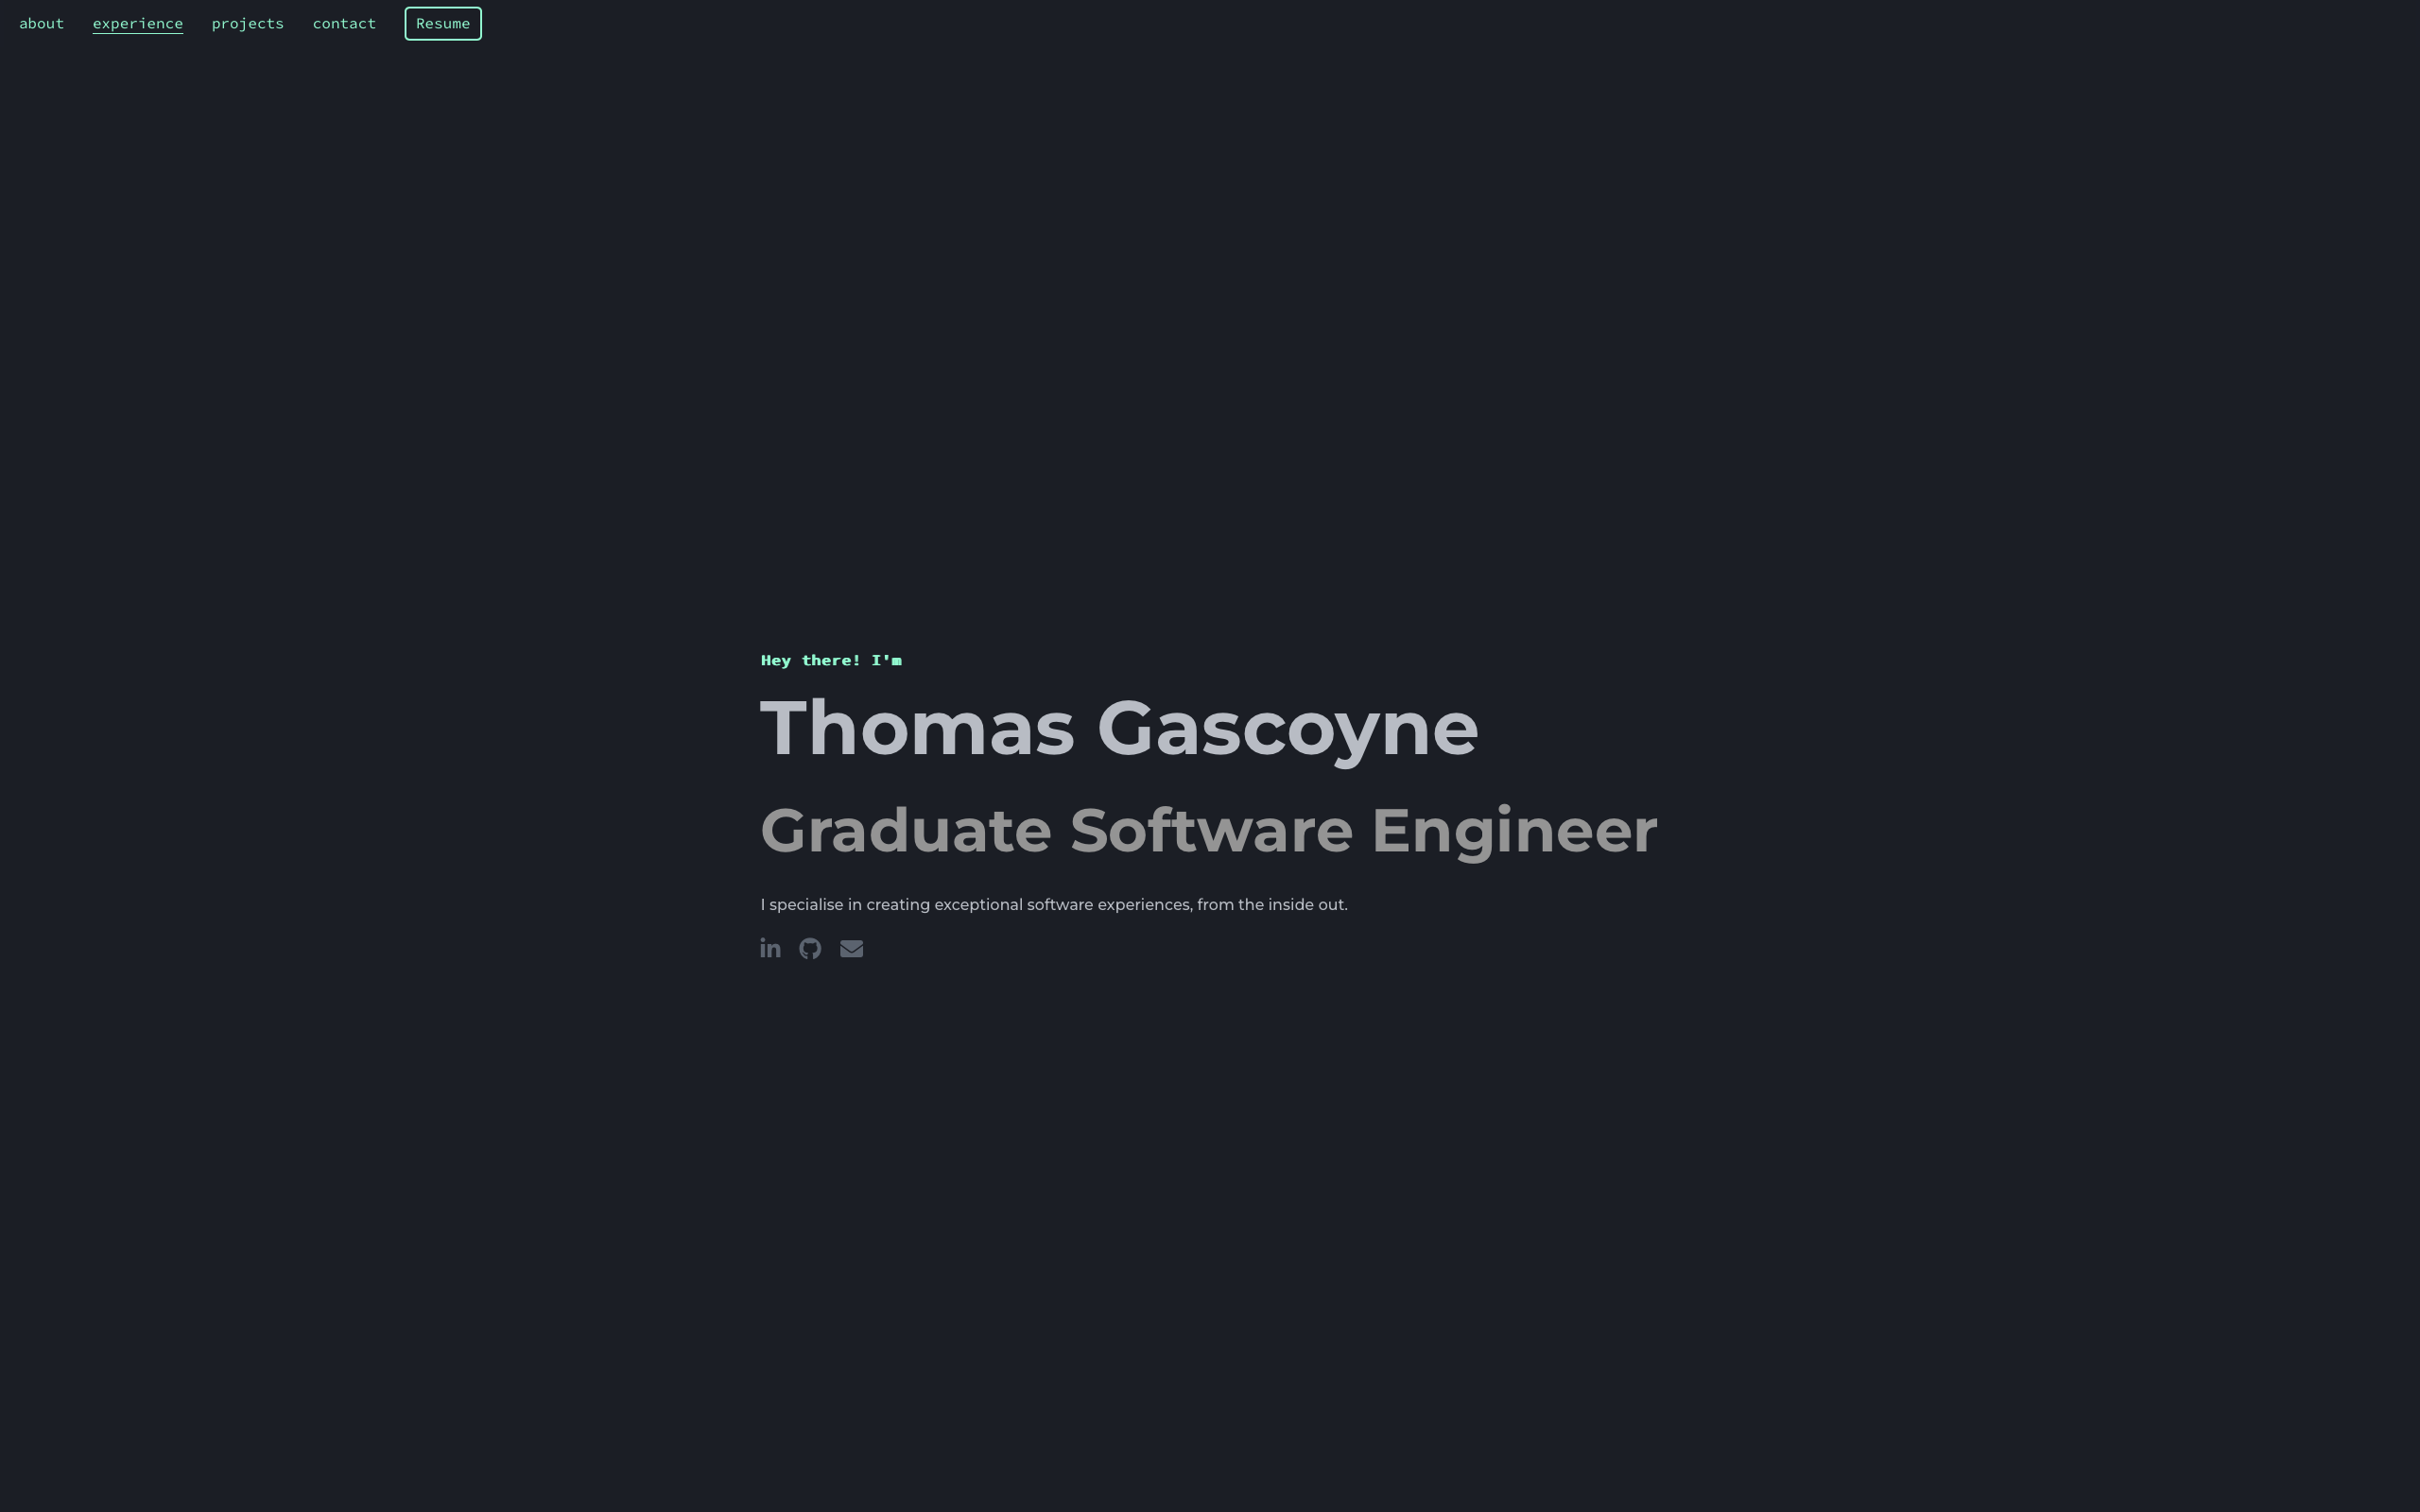 about experience projects contact Resume
Hey there! I'm
Thomas Gascoyne
Graduate Software Engineer
I specialise in creating exceptional software experiences, from the inside out.
in